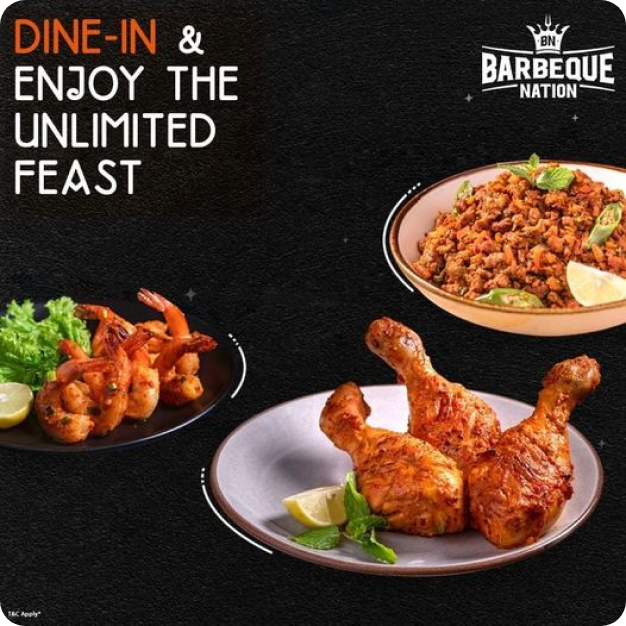 DINE-IN &
ENJOY THE
UNLIMITED
FEAST
BN
BARBEQUE
NATION
T&C Apply*